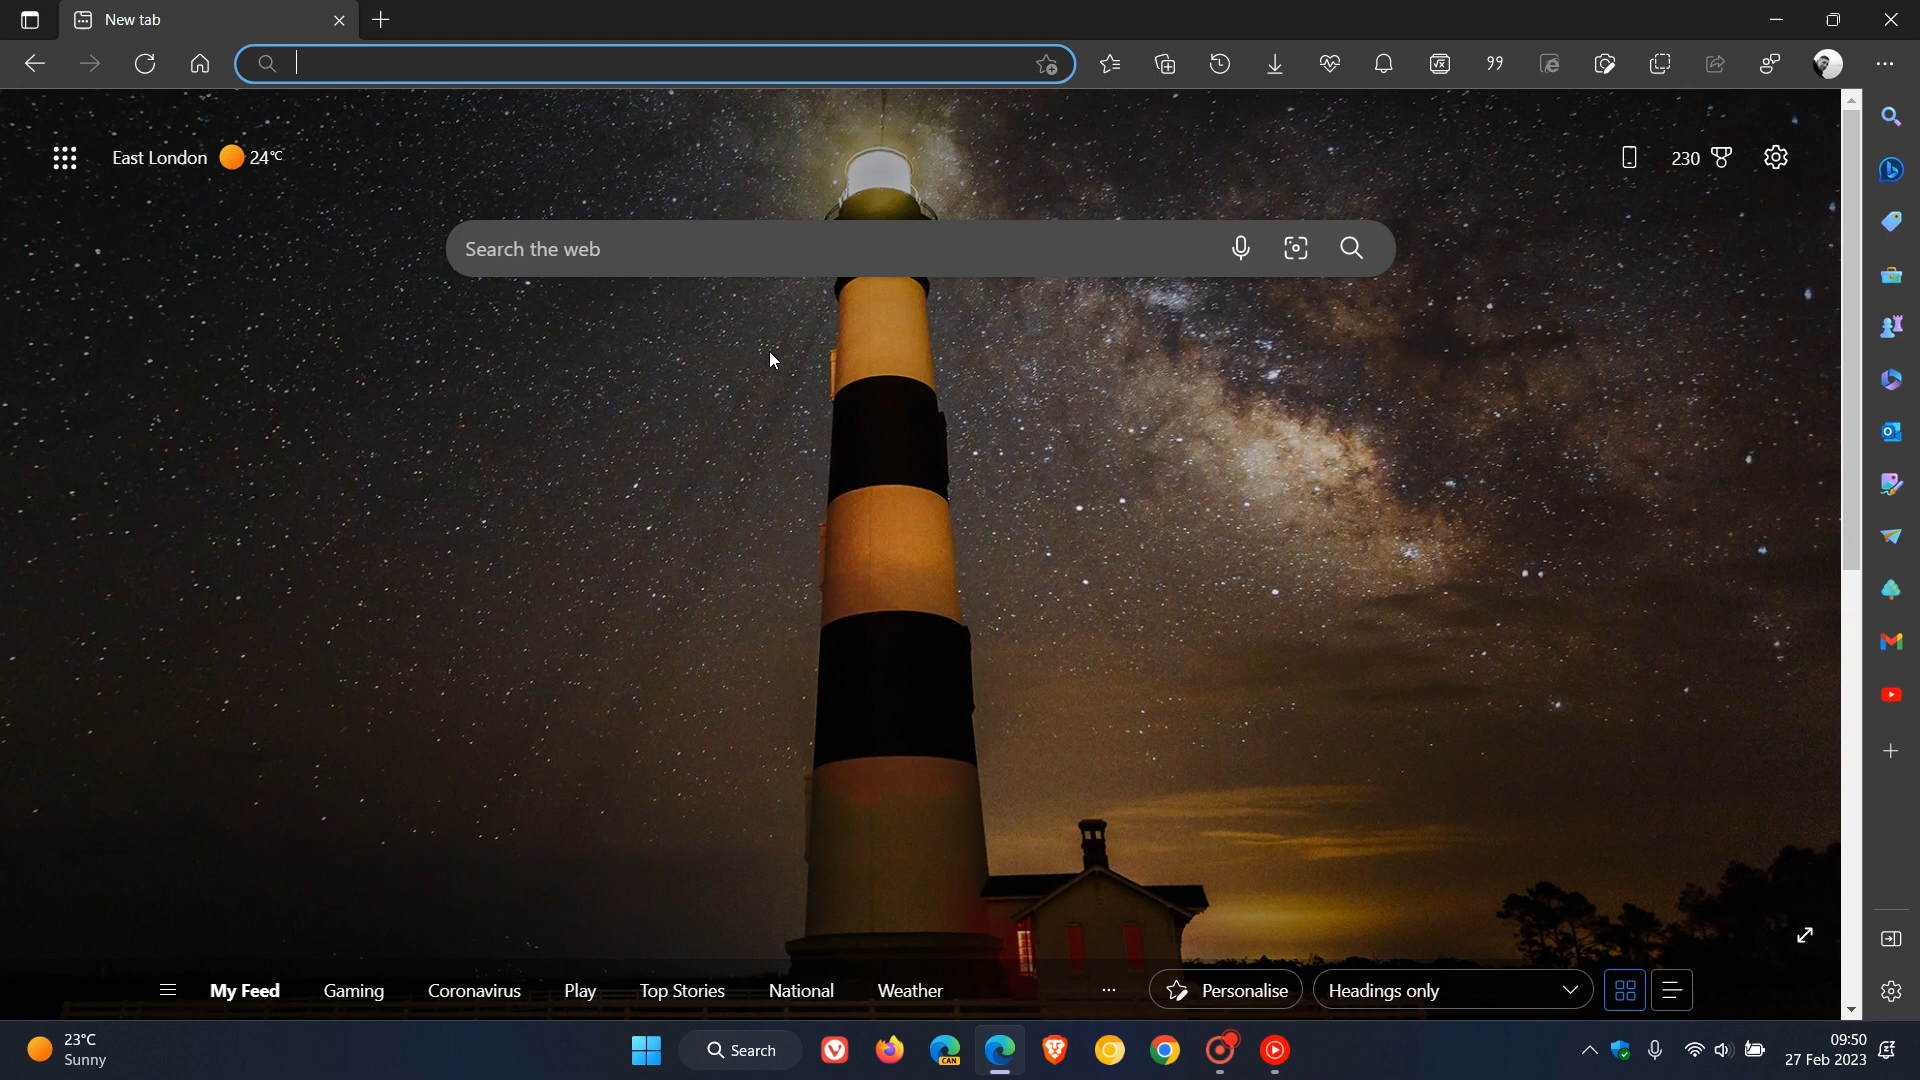 New tab
East London 24°C
230
Search the web
My Feed Gaming Coronavirus Play Top Stories National Weather Personalise Headings only
23°C
Sunny
Search
CAN
09:50
27 Feb 2023